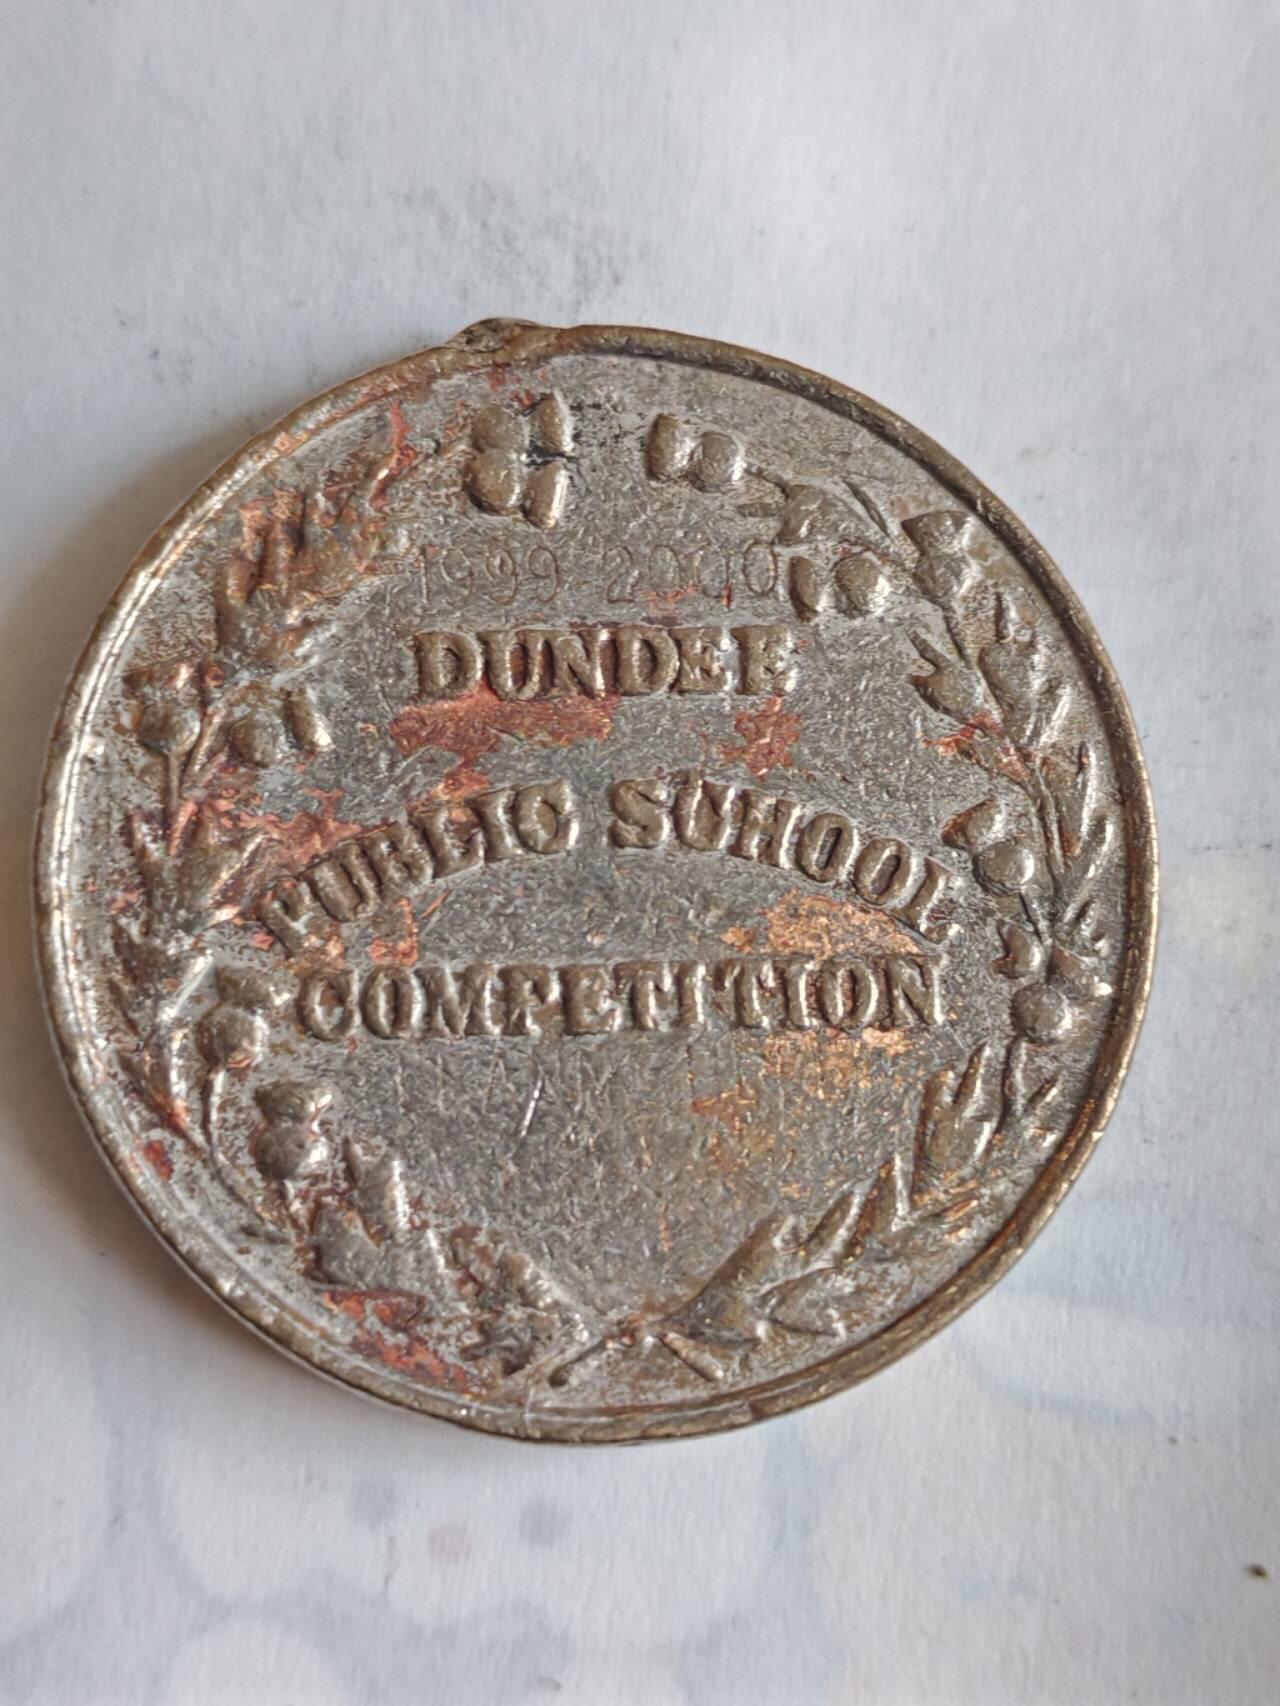 1999-2000
DUNDEE
PUBLIC SCHOOL
COMPETITION